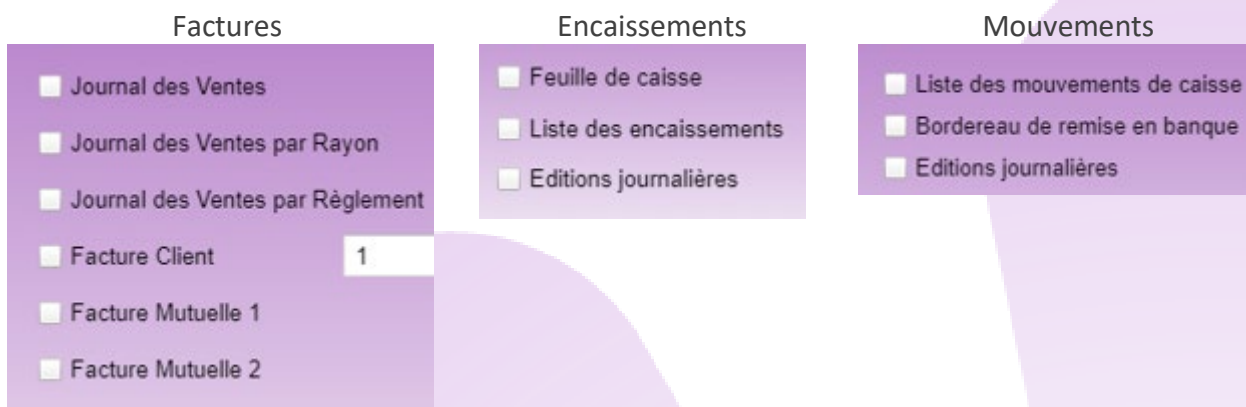 Factures
Journal des Ventes
Journal des Ventes par Rayon
Journal des Ventes par Règlement
Facture Client 1
Facture Mutuelle 1
Facture Mutuelle 2
Encaissements
Feuille de caisse
Liste des encaissements
Editions journalières
Mouvements
Liste des mouvements de caisse
Bordereau de remise en banque
Editions journalières